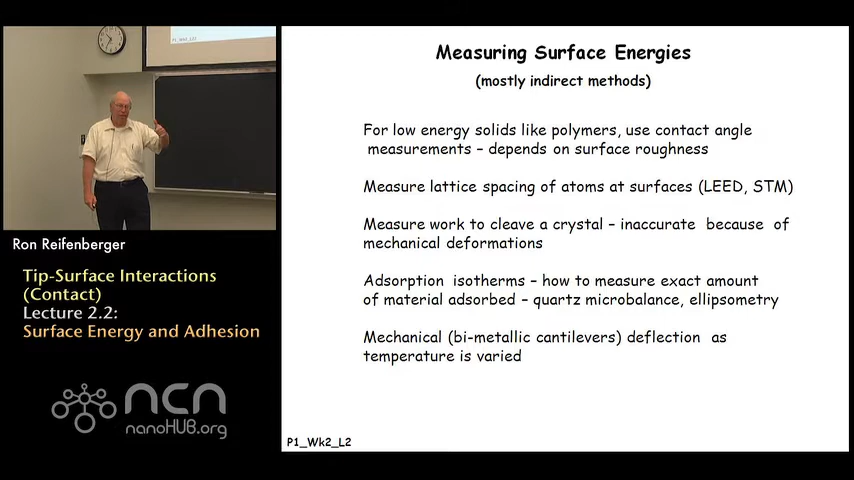 Measuring Surface Energies
(mostly indirect methods)
For low energy solids like polymers, use contact angle
measurements – depends on surface roughness
Measure lattice spacing of atoms at surfaces (LEED, STM)
Measure work to cleave a crystal – inaccurate because of
mechanical deformations
Adsorption isotherms – how to measure exact amount
of material adsorbed – quartz microbalance, ellipsometry
Mechanical (bi-metallic cantilevers) deflection as
temperature is varied
P1_Wk2_L2
Ron Reifenberger
Tip-Surface Interactions
(Contact)
Lecture 2.2:
Surface Energy and Adhesion
ncn
nanoHUB.org